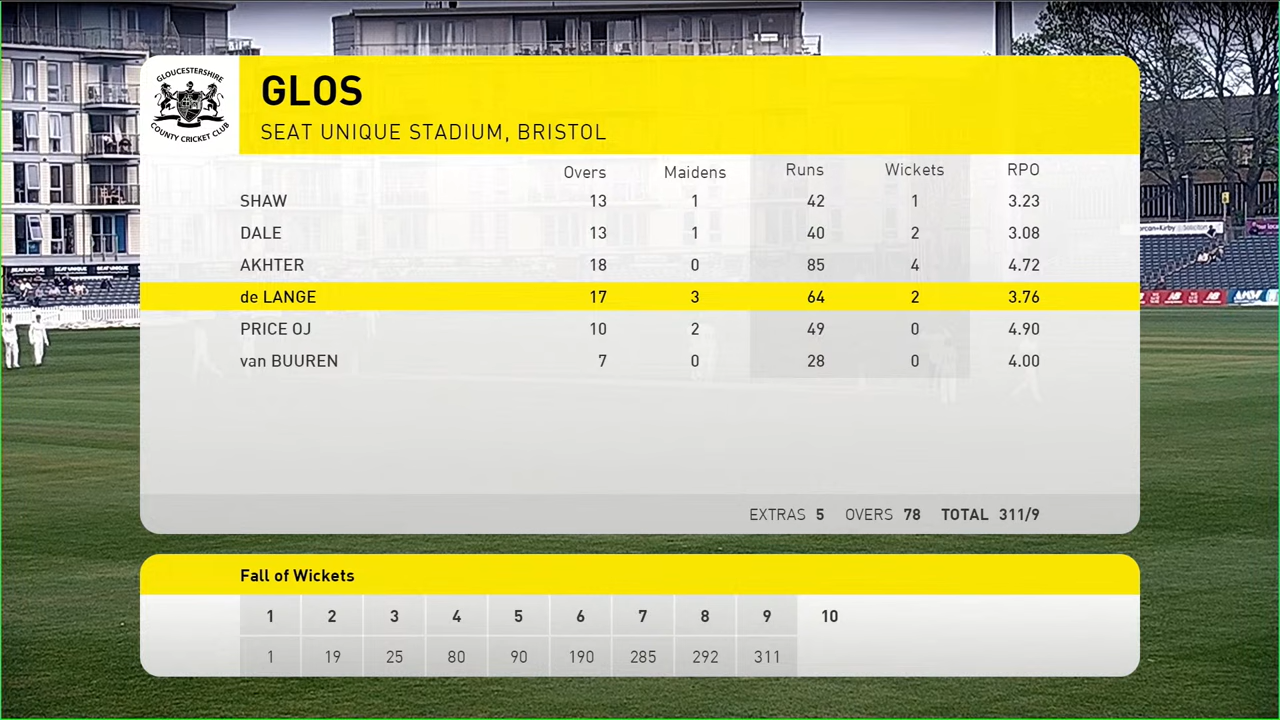 GLOUCESTERSHIRE
COUNTY CRICKET CLUB
GLOS
SEAT UNIQUE STADIUM, BRISTOL
Overs Maidens Runs Wickets RPO
SHAW 13 1 42 1 3.23
DALE 13 1 40 2 3.08
AKHTER 18 0 85 4 4.72
de LANGE 17 3 64 2 3.76
PRICE OJ 10 2 49 0 4.90
van BUUREN 7 0 28 0 4.00
EXTRAS 5 OVERS 78 TOTAL 311/9
Fall of Wickets
1 2 3 4 5 6 7 8 9 10
1 19 25 80 90 190 285 292 311